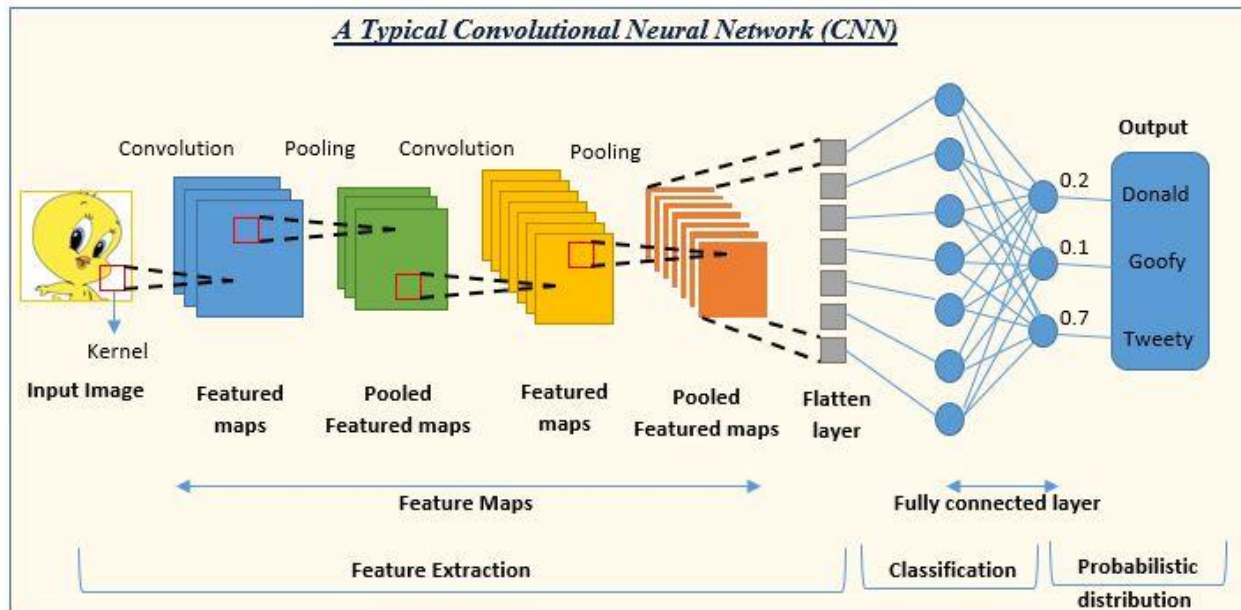 A Typical Convolutional Neural Network (CNN)
Convolution
Pooling
Convolution
Pooling
Output
0.2
Donald
0.1
Goofy
0.7
Tweety
Kernel
Input Image
Featured
maps
Pooled
Featured maps
Featured
maps
Pooled
Featured maps
Flatten
layer
Feature Maps
Fully connected layer
Feature Extraction
Classification
Probabilistic
distribution